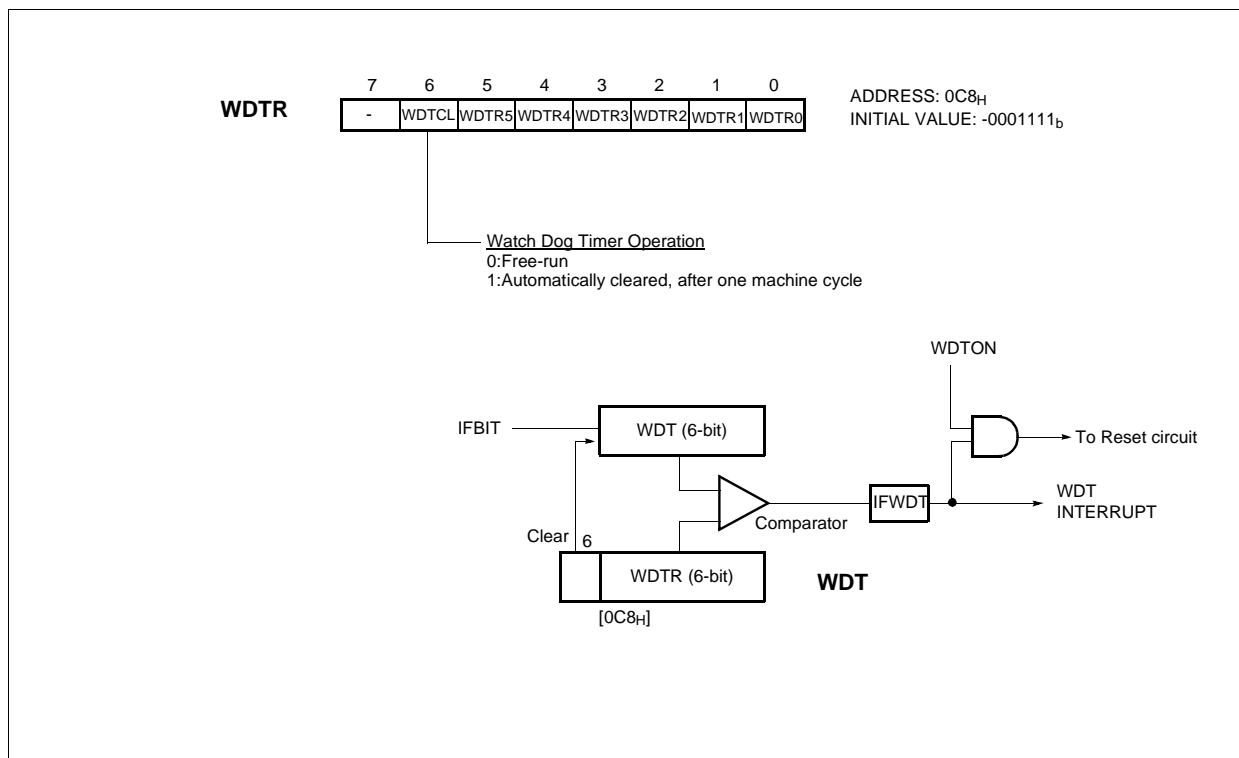 7 6 5 4 3 2 1 0
WDTR - WDTCL WDTR5 WDTR4 WDTR3 WDTR2 WDTR1 WDTR0
ADDRESS: 0C8H
INITIAL VALUE: -0001111b
Watch Dog Timer Operation
0:Free-run
1:Automatically cleared, after one machine cycle
WDTON
IFBIT
WDT (6-bit)
To Reset circuit
IFWDT
WDT
INTERRUPT
Comparator
Clear 6
WDTR (6-bit)
WDT
[0C8H]